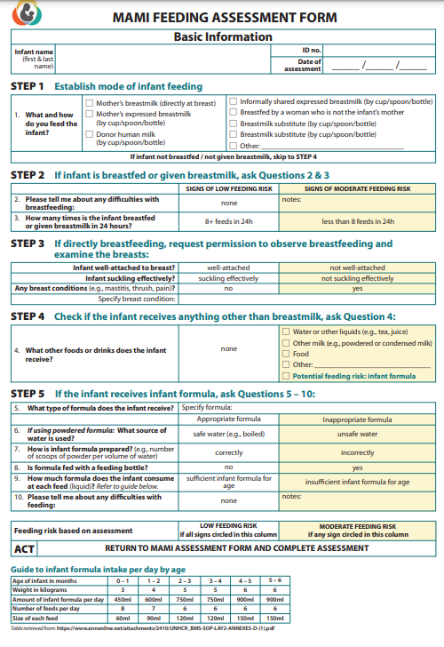 MAMI FEEDING ASSESSMENT FORM
Basic Information
Infant name
(first & last
name)
ID no.
Date of
assessment
______/______/______
STEP 1 Establish mode of infant feeding
1. What and how
do you feed the
infant?
Mother's breastmilk (directly at breast)
Mother's expressed breastmilk
(by cup/spoon/bottle)
Donor human milk
(by cup/spoon/bottle)
Informally shared expressed breastmilk (by cup/spoon/bottle)
Breastfed by a woman who is not the infant's mother
Breastmilk substitute (by cup/spoon/bottle)
Breastmilk substitute (by cup/spoon/bottle)
Other:
If infant not breastfed / not given breastmilk, skip to STEP 4
STEP 2 If infant is breastfed or given breastmilk, ask Questions 2 & 3
SIGNS OF LOW FEEDING RISK
SIGNS OF MODERATE FEEDING RISK
2. Please tell me about any difficulties with
breastfeeding:
none
notes:
3. How many times is the infant breastfed
or given breastmilk in 24 hours?
8+ feeds in 24h
less than 8 feeds in 24h
STEP 3 If directly breastfeeding, request permission to observe breastfeeding and
examine the breasts:
Infant well-attached to breast?
well-attached
not well-attached
Infant suckling effectively?
suckling effectively
not suckling effectively
Any breast conditions (e.g., mastitis, thrush, pain)?
no
yes
Specify breast condition:
STEP 4 Check if the infant receives anything other than breastmilk, ask Question 4:
4. What other foods or drinks does the infant
receive?
none
Water or other liquids (e.g., tea, juice)
Other milk (e.g., powdered or condensed milk)
Food
Other:
Potential feeding risk: infant formula
STEP 5 If the infant receives infant formula, ask Questions 5 – 10:
5. What type of formula does the infant receive?
Specify formula:
Appropriate formula
Inappropriate formula
6. If using powdered formula: What source of
water is used?
safe water (e.g., boiled)
unsafe water
7. How is infant formula prepared? (e.g., number
of scoops of powder per volume of water)
correctly
incorrectly
8. Is formula fed with a feeding bottle?
no
yes
9. How much formula does the infant consume
at each feed (liquid)? Refer to guide below.
sufficient infant formula for
age
insufficient infant formula for age
10. Please tell me about any difficulties with
feeding:
none
notes:
Feeding risk based on assessment
LOW FEEDING RISK
if all signs circled in this column
MODERATE FEEDING RISK
if any sign circled in this column
ACT
RETURN TO MAMI ASSESSMENT FORM AND COMPLETE ASSESSMENT
Guide to infant formula intake per day by age
Age of infant in months 0 – 1 1 – 2 2 – 3 3 – 4 4 – 5 5 – 6
Weight in kilograms 3 4 5 5 6 6
Amount of infant formula per day 450ml 600ml 750ml 750ml 900ml 900ml
Number of feeds per day 8 7 6 6 6 6
Size of each feed 60ml 90ml 120ml 120ml 150ml 150ml
Table retrieved from: https://www.ennonline.net/attachments/2410/UNHCR_BMS-SOP-LAY2-ANNEXES-D-(1).pdf